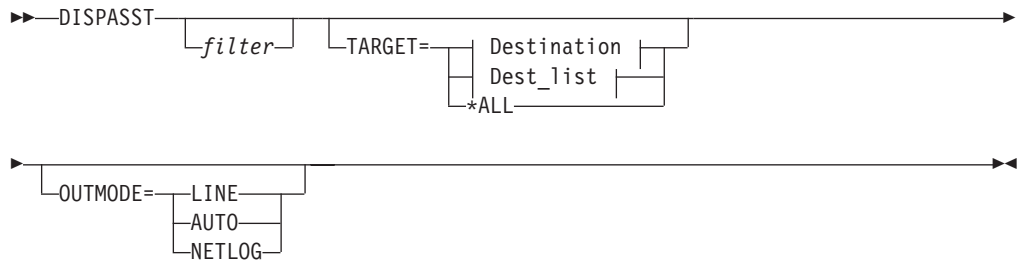 DISPASST
filter
TARGET=
Destination
Dest_list
*ALL
OUTMODE=
LINE
AUTO
NETLOG